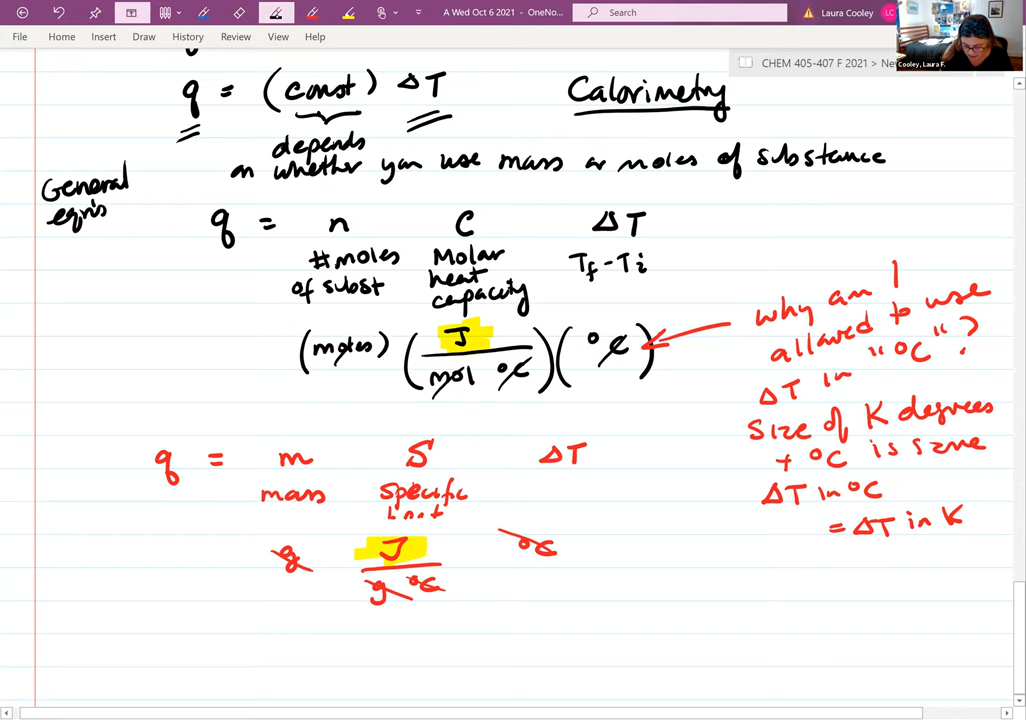 A Wed Oct 6 2021 - OneNo...
Search
Laura Cooley
LC
File Home Insert Draw History Review View Help
CHEM 405-407 F 2021 > Ne
Cooley, Laura F.
q = (const) ΔT
Calorimetry
depends
on whether you use mass or moles of substance
General
eqn's
q = n C ΔT
#moles
of subst
Molar
heat
capacity
Tf - Ti
(moles) (J / mol °C) (°C)
why am I
allowed to use
ΔT in "°C"?
size of K degrees
+ °C is same
ΔT in °C
= ΔT in K
q = m S ΔT
mass specific
heat
g J / g °C °C